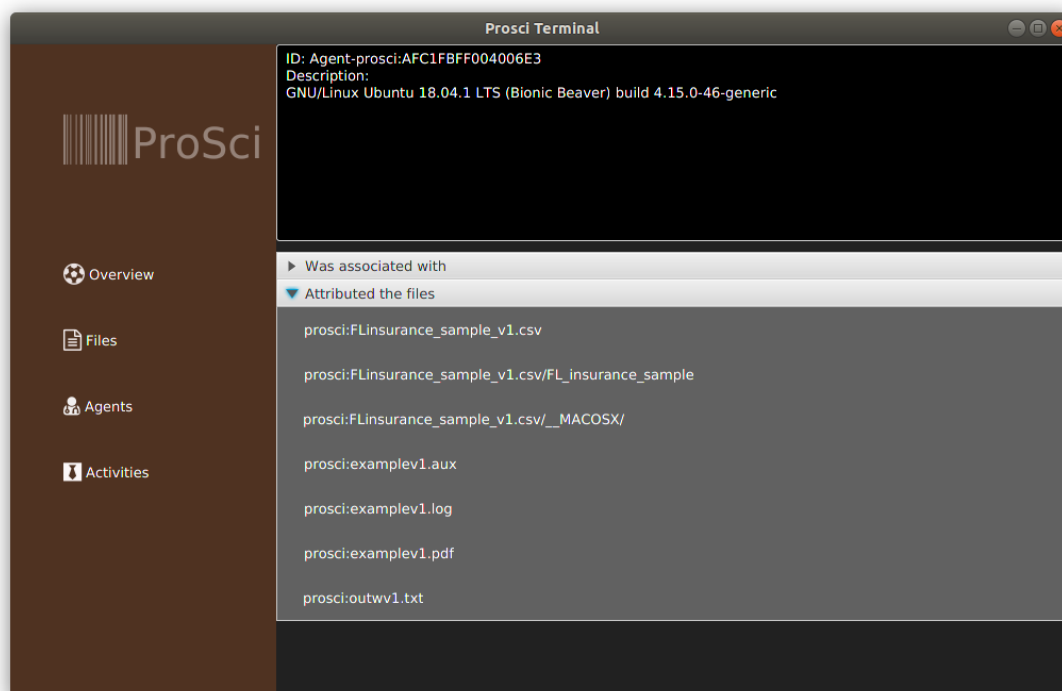 Prosci Terminal
ProSci
Overview
Files
Agents
Activities
ID: Agent-prosci:AFC1FBFF004006E3
Description:
GNU/Linux Ubuntu 18.04.1 LTS (Bionic Beaver) build 4.15.0-46-generic
Was associated with
Attributed the files
prosci:FLinsurance_sample_v1.csv
prosci:FLinsurance_sample_v1.csv/FL_insurance_sample
prosci:FLinsurance_sample_v1.csv/__MACOSX/
prosci:examplev1.aux
prosci:examplev1.log
prosci:examplev1.pdf
prosci:outwv1.txt